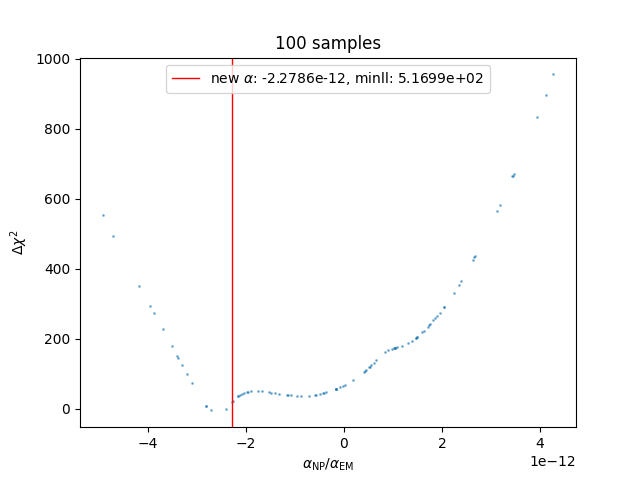 100 samples
new α: -2.2786e-12, minll: 5.1699e+02
1000
800
600
400
200
0
Δχ²
−4 −2 0 2 4
1e−12
α_NP/α_EM